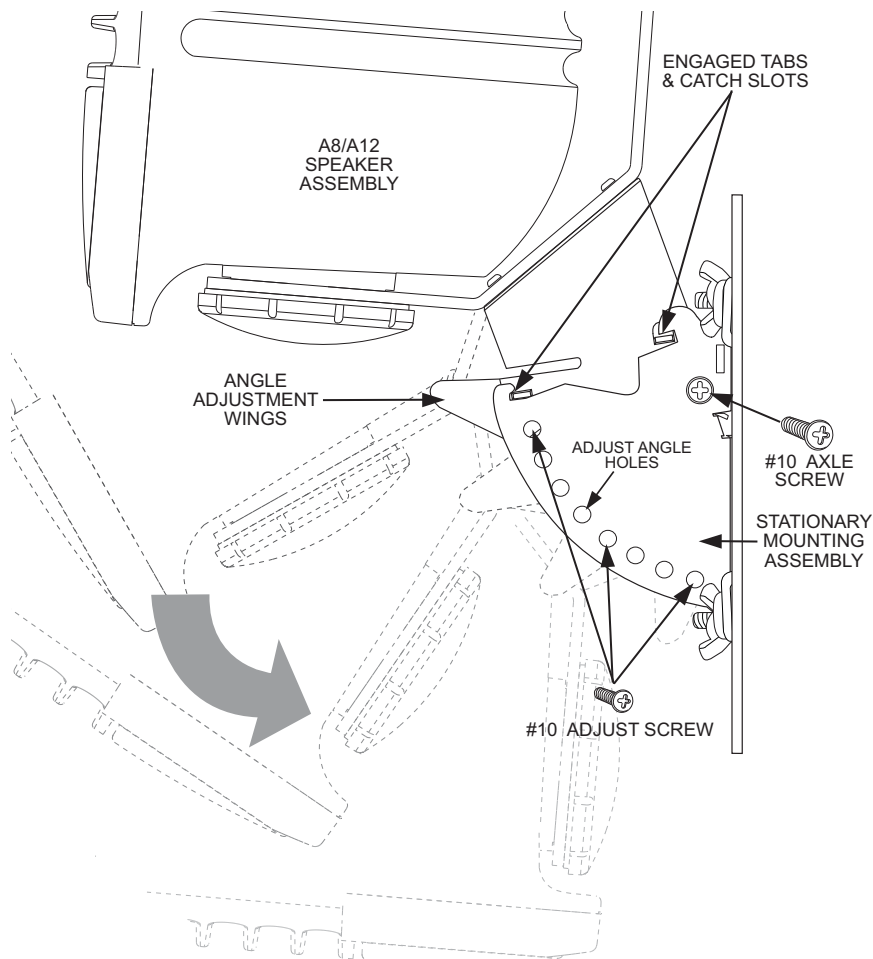 ENGAGED TABS
& CATCH SLOTS
A8/A12
SPEAKER
ASSEMBLY
ANGLE
ADJUSTMENT
WINGS
ADJUST ANGLE
HOLES
#10 AXLE
SCREW
STATIONARY
MOUNTING
ASSEMBLY
#10 ADJUST SCREW